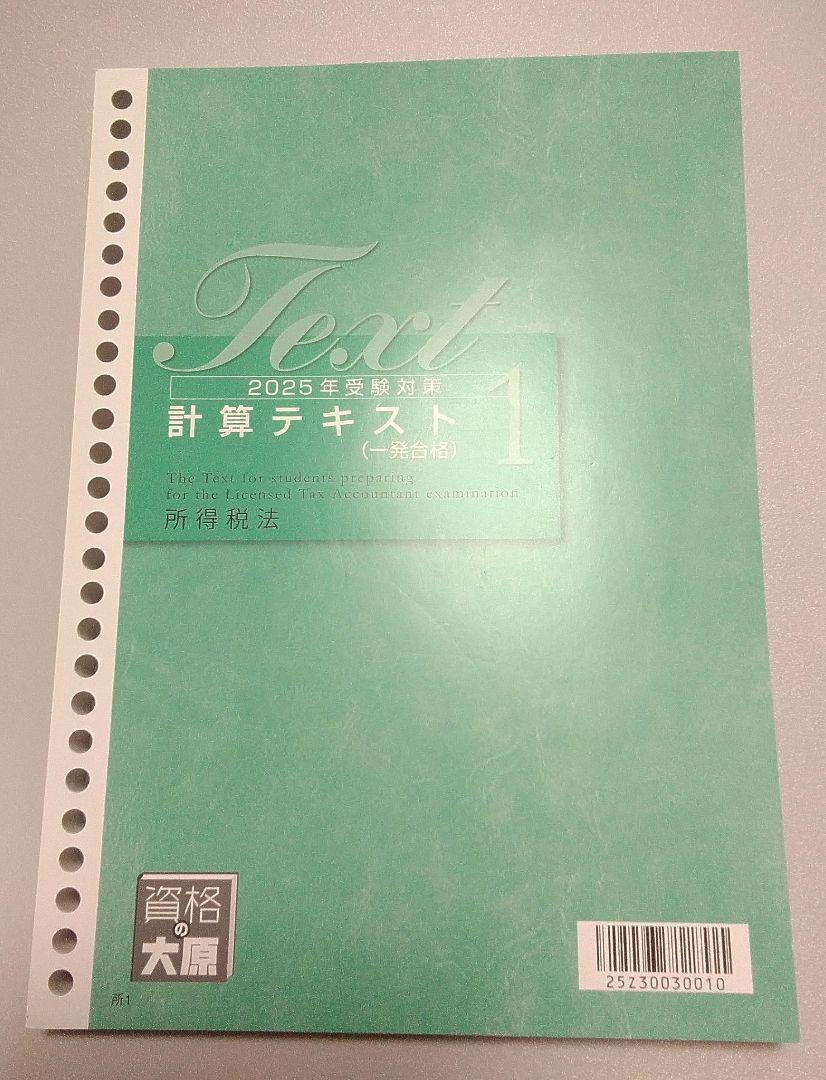 Text
2025年受験対策
計算テキスト 1
(一発合格)
The Text for students preparing
for the Licensed Tax Accountant examination
所得税法
資格
の
大原
25Z30030010
所1